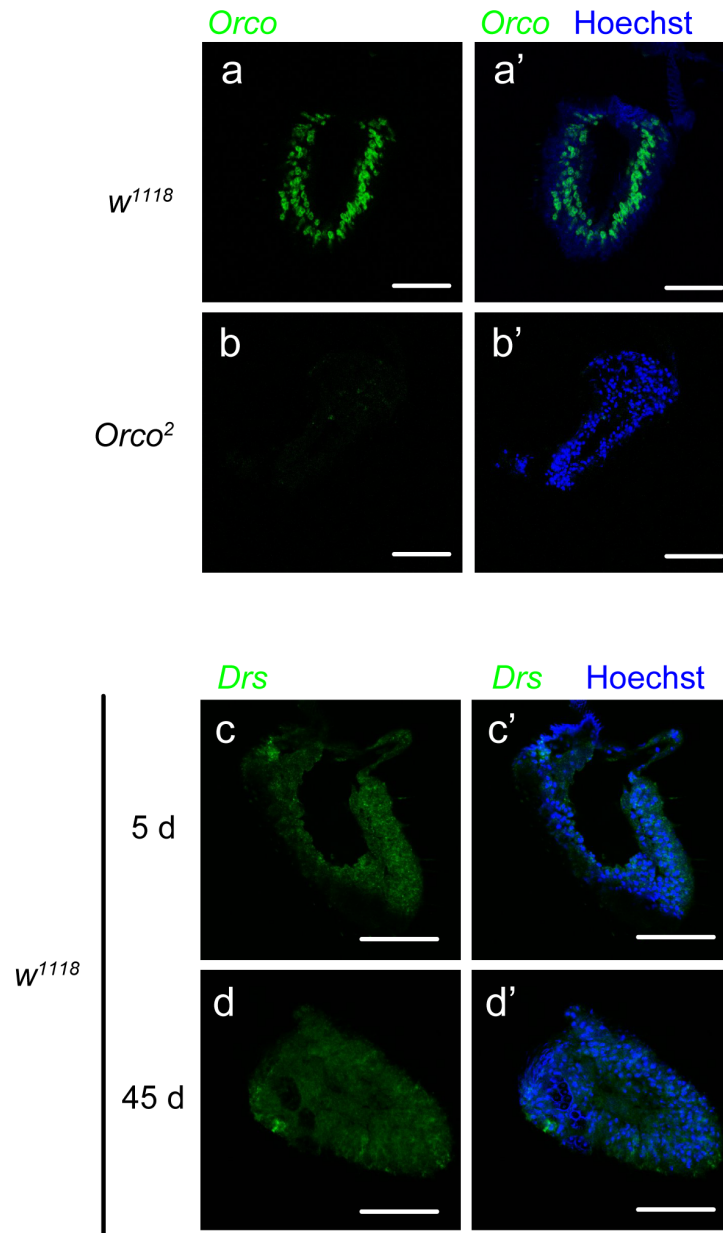 Orco Orco Hoechst
a a’
w1118
b b’
Orco2
Drs Drs Hoechst
c c’
5 d
w1118
d d’
45 d